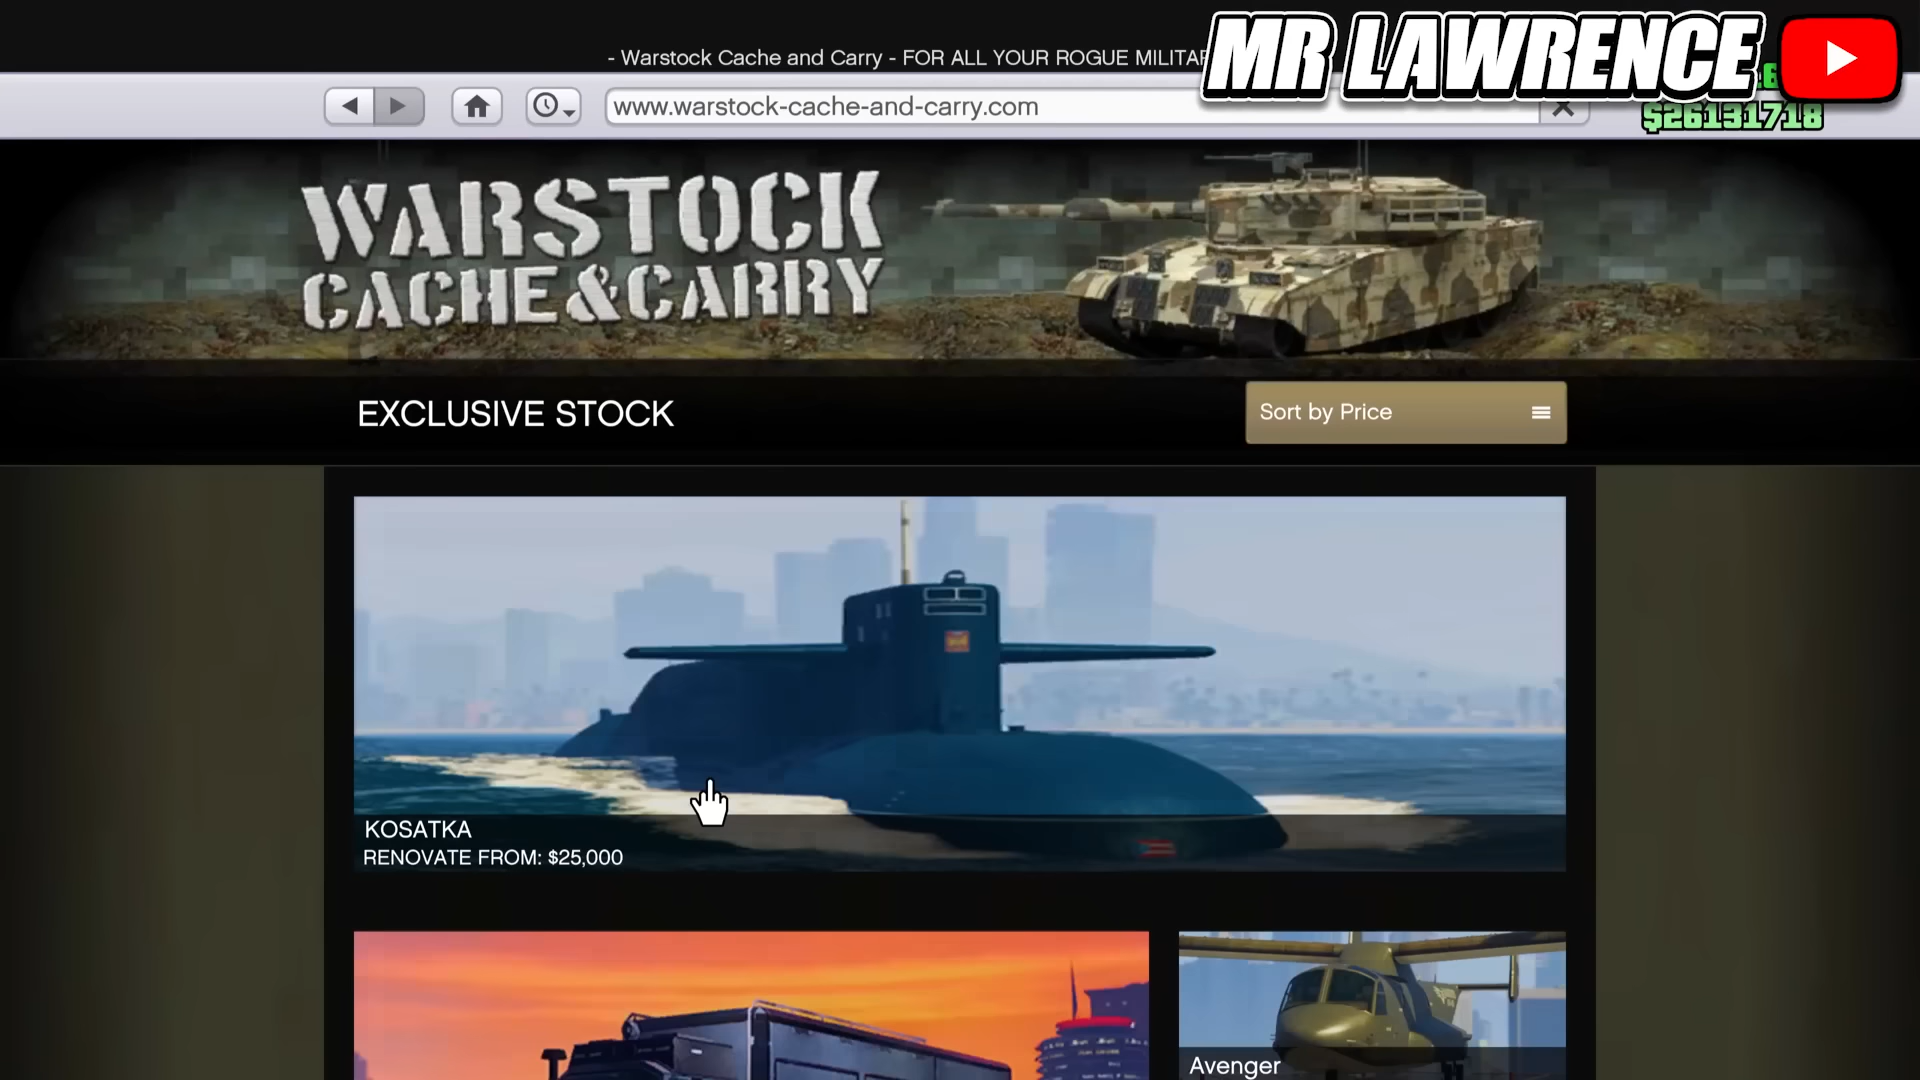 MR LAWRENCE
- Warstock Cache and Carry - FOR ALL YOUR ROGUE MILITAR
www.warstock-cache-and-carry.com
$26131718
WARSTOCK
CACHE & CARRY
EXCLUSIVE STOCK
Sort by Price
KOSATKA
RENOVATE FROM: $25,000
Avenger